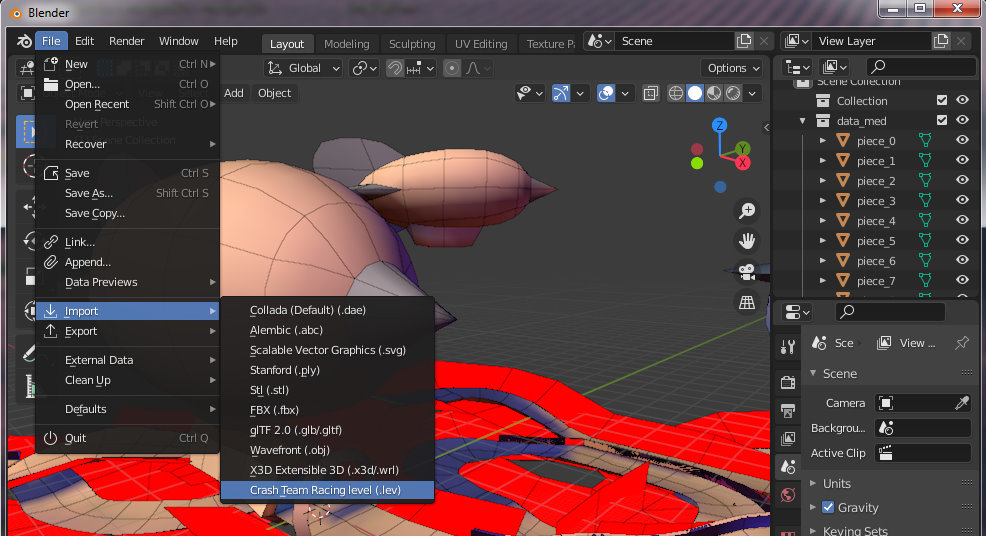 Blender
File Edit Render Window Help Layout Modeling Sculpting UV Editing Texture Pa Scene View Layer
New Ctrl N
Open... Ctrl O
Open Recent Shift Ctrl O
Revert
Recover
Save Ctrl S
Save As... Shift Ctrl S
Save Copy...
Link...
Append...
Data Previews
Import
Export
External Data
Clean Up
Defaults
Quit Ctrl Q
Collada (Default) (.dae)
Alembic (.abc)
Scalable Vector Graphics (.svg)
Stanford (.ply)
Stl (.stl)
FBX (.fbx)
glTF 2.0 (.glb/.gltf)
Wavefront (.obj)
X3D Extensible 3D (.x3d/.wrl)
Crash Team Racing level (.lev)
Global Options
Add Object
Perspective
Scene Collection
Z
Y
X
Scene Collection
Collection
data_med
piece_0
piece_1
piece_2
piece_3
piece_4
piece_5
piece_6
piece_7
Sce View ...
Scene
Camera
Backgrou...
Active Clip
Units
Gravity
Keying Sets